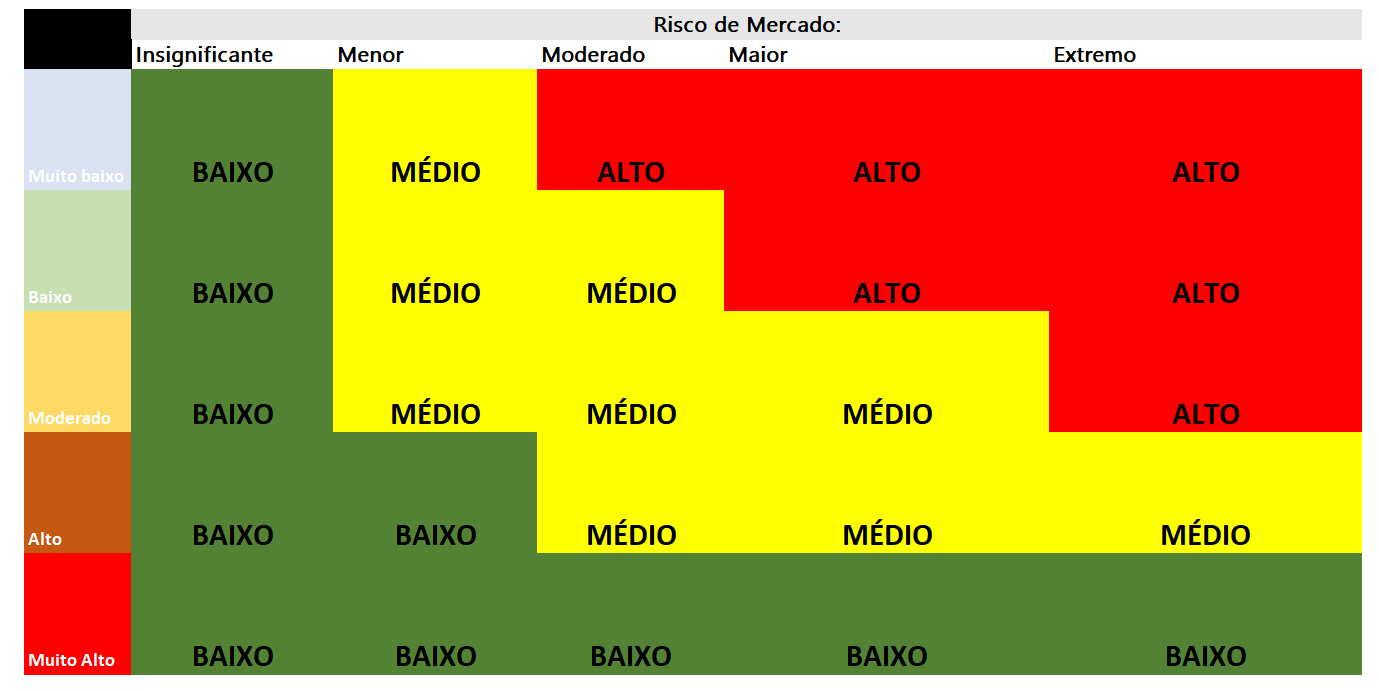 Risco de Mercado:
Insignificante Menor Moderado Maior Extremo
Muito baixo BAIXO MÉDIO ALTO ALTO ALTO
Baixo BAIXO MÉDIO MÉDIO ALTO ALTO
Moderado BAIXO MÉDIO MÉDIO MÉDIO ALTO
Alto BAIXO BAIXO MÉDIO MÉDIO MÉDIO
Muito Alto BAIXO BAIXO BAIXO BAIXO BAIXO